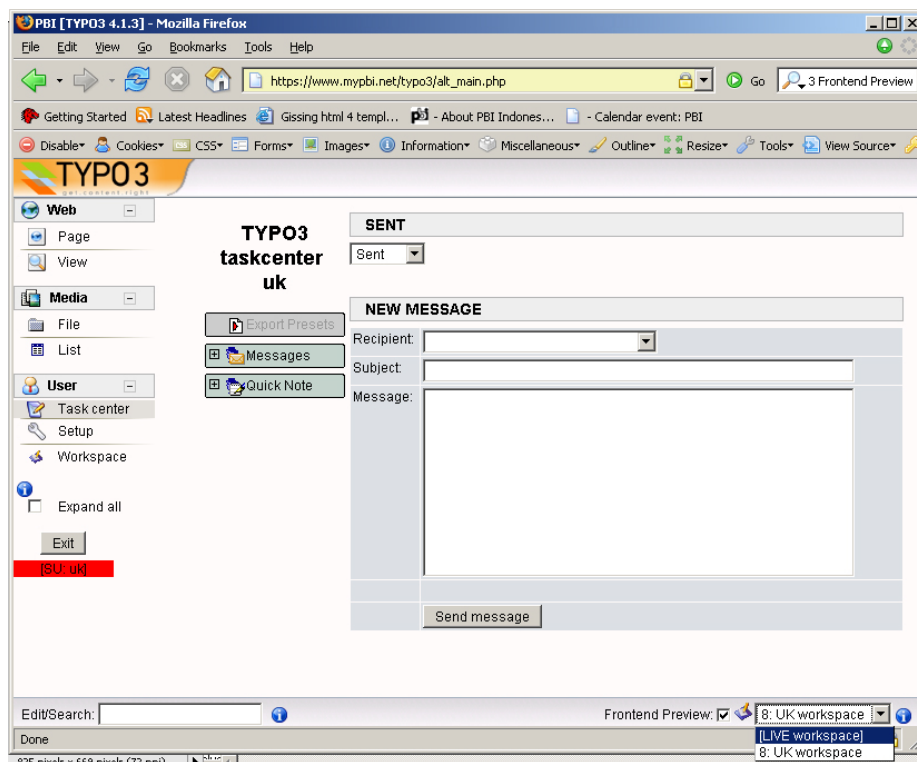 PBI [TYPO3 4.1.3] - Mozilla Firefox
File Edit View Go Bookmarks Tools Help
https://www.mypbi.net/typo3/alt_main.php Go 3 Frontend Preview
Getting Started Latest Headlines Gissing html 4 templ... pbi - About PBI Indones... - Calendar event: PBI
Disable Cookies CSS Forms Images Information Miscellaneous Outline Resize Tools View Source
TYPO3
get.content.right
Web
Page
View
Media
File
List
User
Task center
Setup
Workspace
Expand all
Exit
[SU: uk]
TYPO3
taskcenter
uk
Export Presets
Messages
Quick Note
SENT
Sent
NEW MESSAGE
Recipient:
Subject:
Message:
Send message
Edit/Search: Frontend Preview: 8: UK workspace
[LIVE workspace]
8: UK workspace
Done